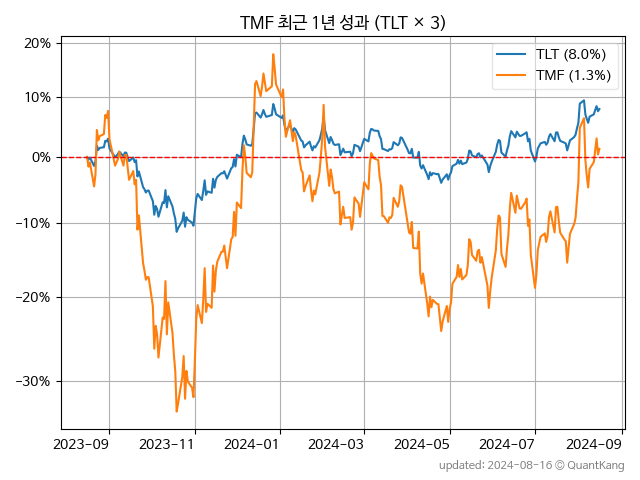 TMF 최근 1년 성과 (TLT × 3)
TLT (8.0%)
TMF (1.3%)
20%
10%
0%
−10%
−20%
−30%
2023-09 2023-11 2024-01 2024-03 2024-05 2024-07 2024-09
updated: 2024-08-16 © QuantKang